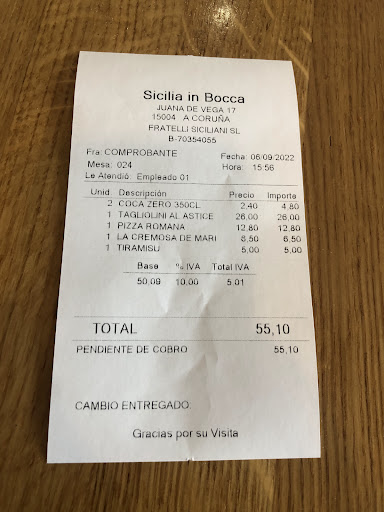 Sicilia in Bocca
JUANA DE VEGA 17
15004 A CORUÑA
FRATELLI SICILIANI SL
B-70354055
Fra: COMPROBANTE Fecha: 06/09/2022
Mesa: 024 Hora: 15:56
Le Atendió: Empleado 01
Unid Descripción Precio Importe
2 COCA ZERO 350CL 2,40 4,80
1 TAGLIOLINI AL ASTICE 26,00 26,00
1 PIZZA ROMANA 12,80 12,80
1 LA CREMOSA DE MARI 6,50 6,50
1 TIRAMISU 5,00 5,00
Base % IVA Total IVA
50,09 10,00 5,01
TOTAL 55,10
PENDIENTE DE COBRO 55,10
CAMBIO ENTREGADO:
Gracias por su Visita